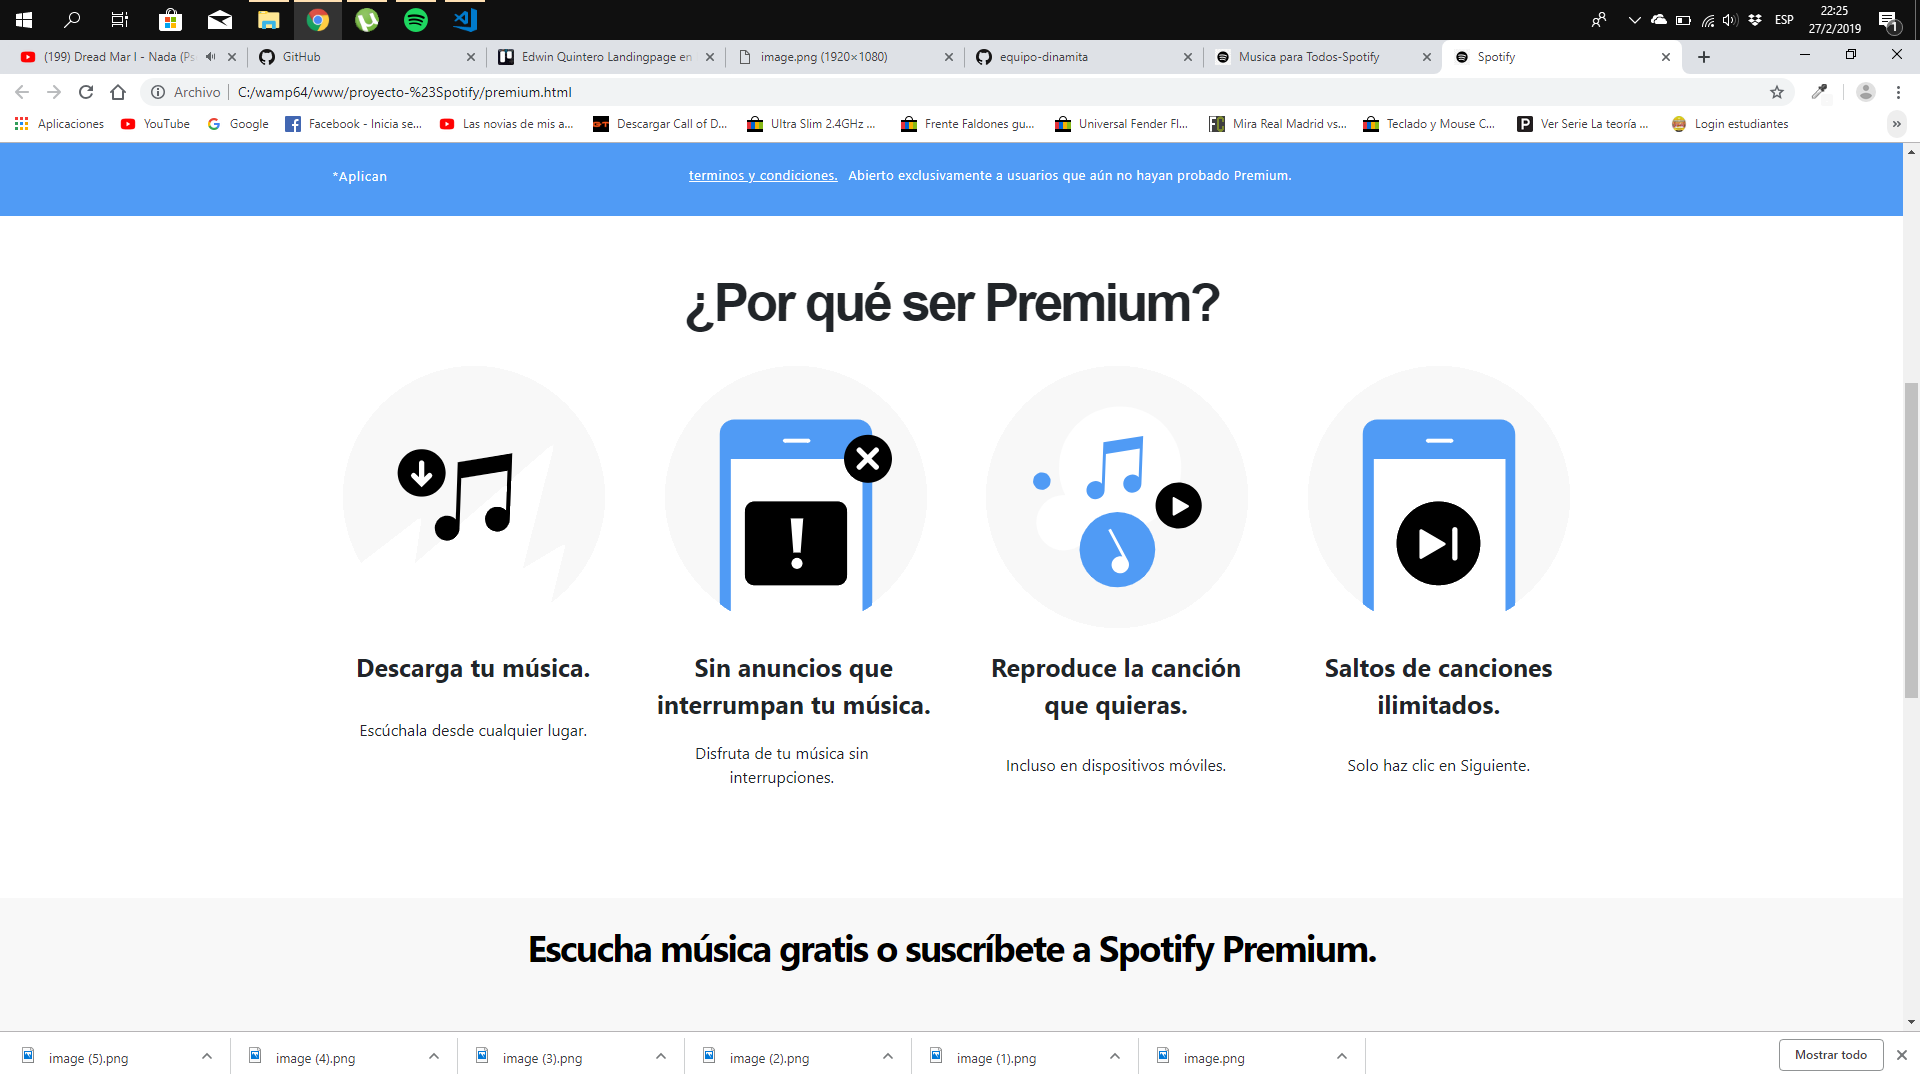 22:25
ESP
27/2/2019
1
(199) Dread Mar I - Nada (Ps
GitHub
Edwin Quintero Landingpage en
image.png (1920×1080)
equipo-dinamita
Musica para Todos-Spotify
Spotify
Archivo
C:/wamp64/www/proyecto-%23Spotify/premium.html
Aplicaciones
YouTube
Google
Facebook - Inicia se...
Las novias de mis a...
Descargar Call of D...
Ultra Slim 2.4GHz ...
Frente Faldones gu...
Universal Fender Fl...
Mira Real Madrid vs...
Teclado y Mouse C...
Ver Serie La teoría ...
Login estudiantes
»
*Aplican
terminos y condiciones. Abierto exclusivamente a usuarios que aún no hayan probado Premium.
¿Por qué ser Premium?
!
Descarga tu música.
Escúchala desde cualquier lugar.
Sin anuncios que
interrumpan tu música.
Disfruta de tu música sin
interrupciones.
Reproduce la canción
que quieras.
Incluso en dispositivos móviles.
Saltos de canciones
ilimitados.
Solo haz clic en Siguiente.
Escucha música gratis o suscríbete a Spotify Premium.
image (5).png
image (4).png
image (3).png
image (2).png
image (1).png
image.png
Mostrar todo